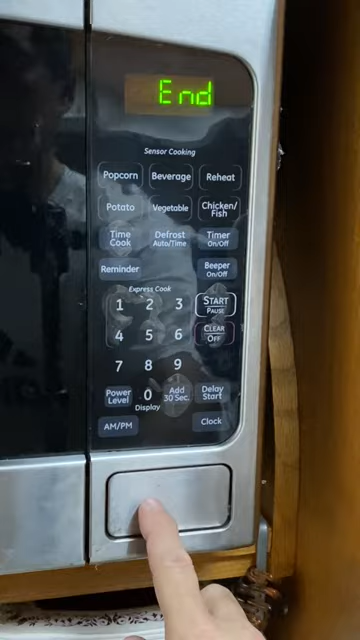 End
Sensor Cooking
Popcorn Beverage Reheat
Potato Vegetable Chicken/
Fish
Time Defrost Timer
Cook Auto/Time On/Off
Reminder Beeper
On/Off
Express Cook
1 2 3 START
PAUSE
4 5 6 CLEAR
OFF
7 8 9
Power 0 Add Delay
Level Display 30 Sec. Start
AM/PM Clock